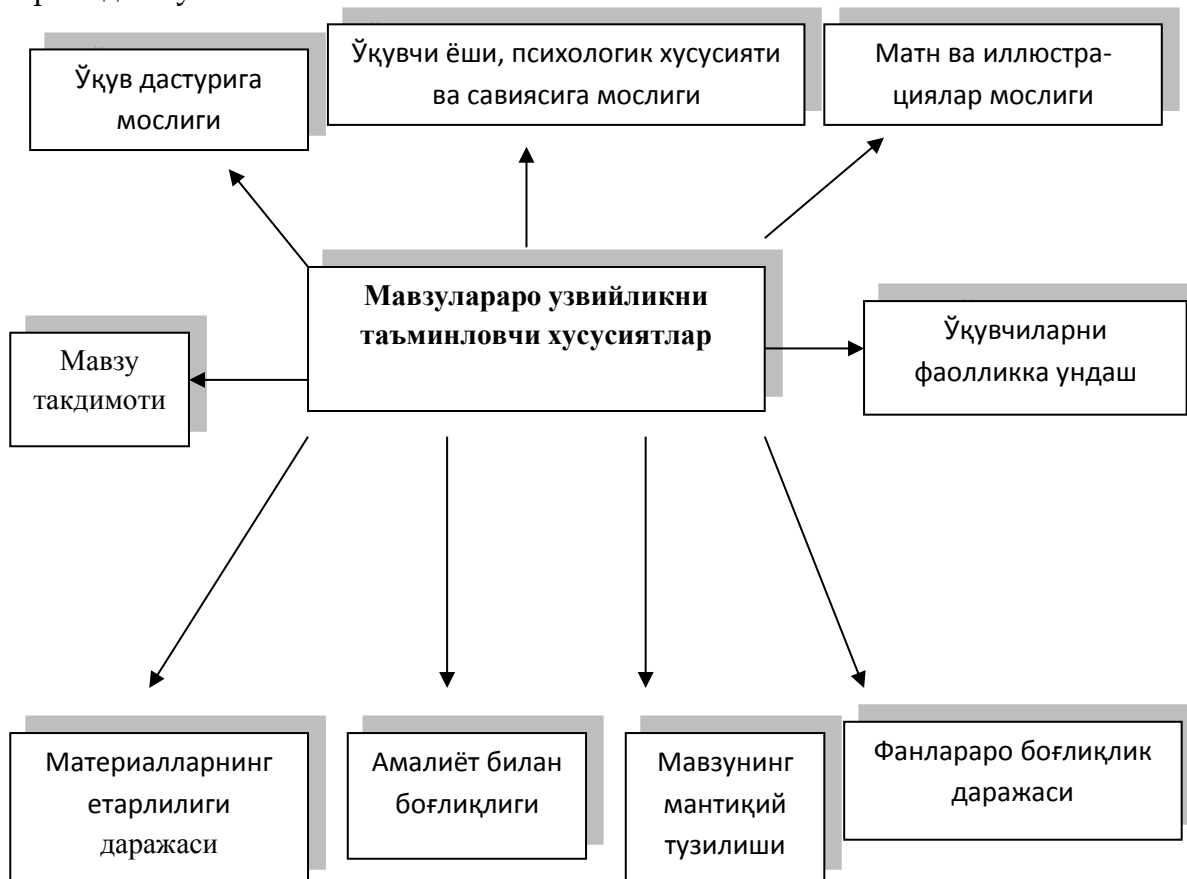 Ўқув дастурига
мослиги
Ўқувчи ёши, психологик хусусияти
ва савиясига мослиги
Матн ва иллюстра-
циялар мослиги
Мавзулараро узвийликни
таъминловчи хусусиятлар
Мавзу
такдимоти
Ўқувчиларни
фаолликка ундаш
Материалларнинг
етарлилиги
даражаси
Амалиёт билан
боғлиқлиги
Мавзунинг
мантиқий
тузилиши
Фанлараро боғлиқлик
даражаси